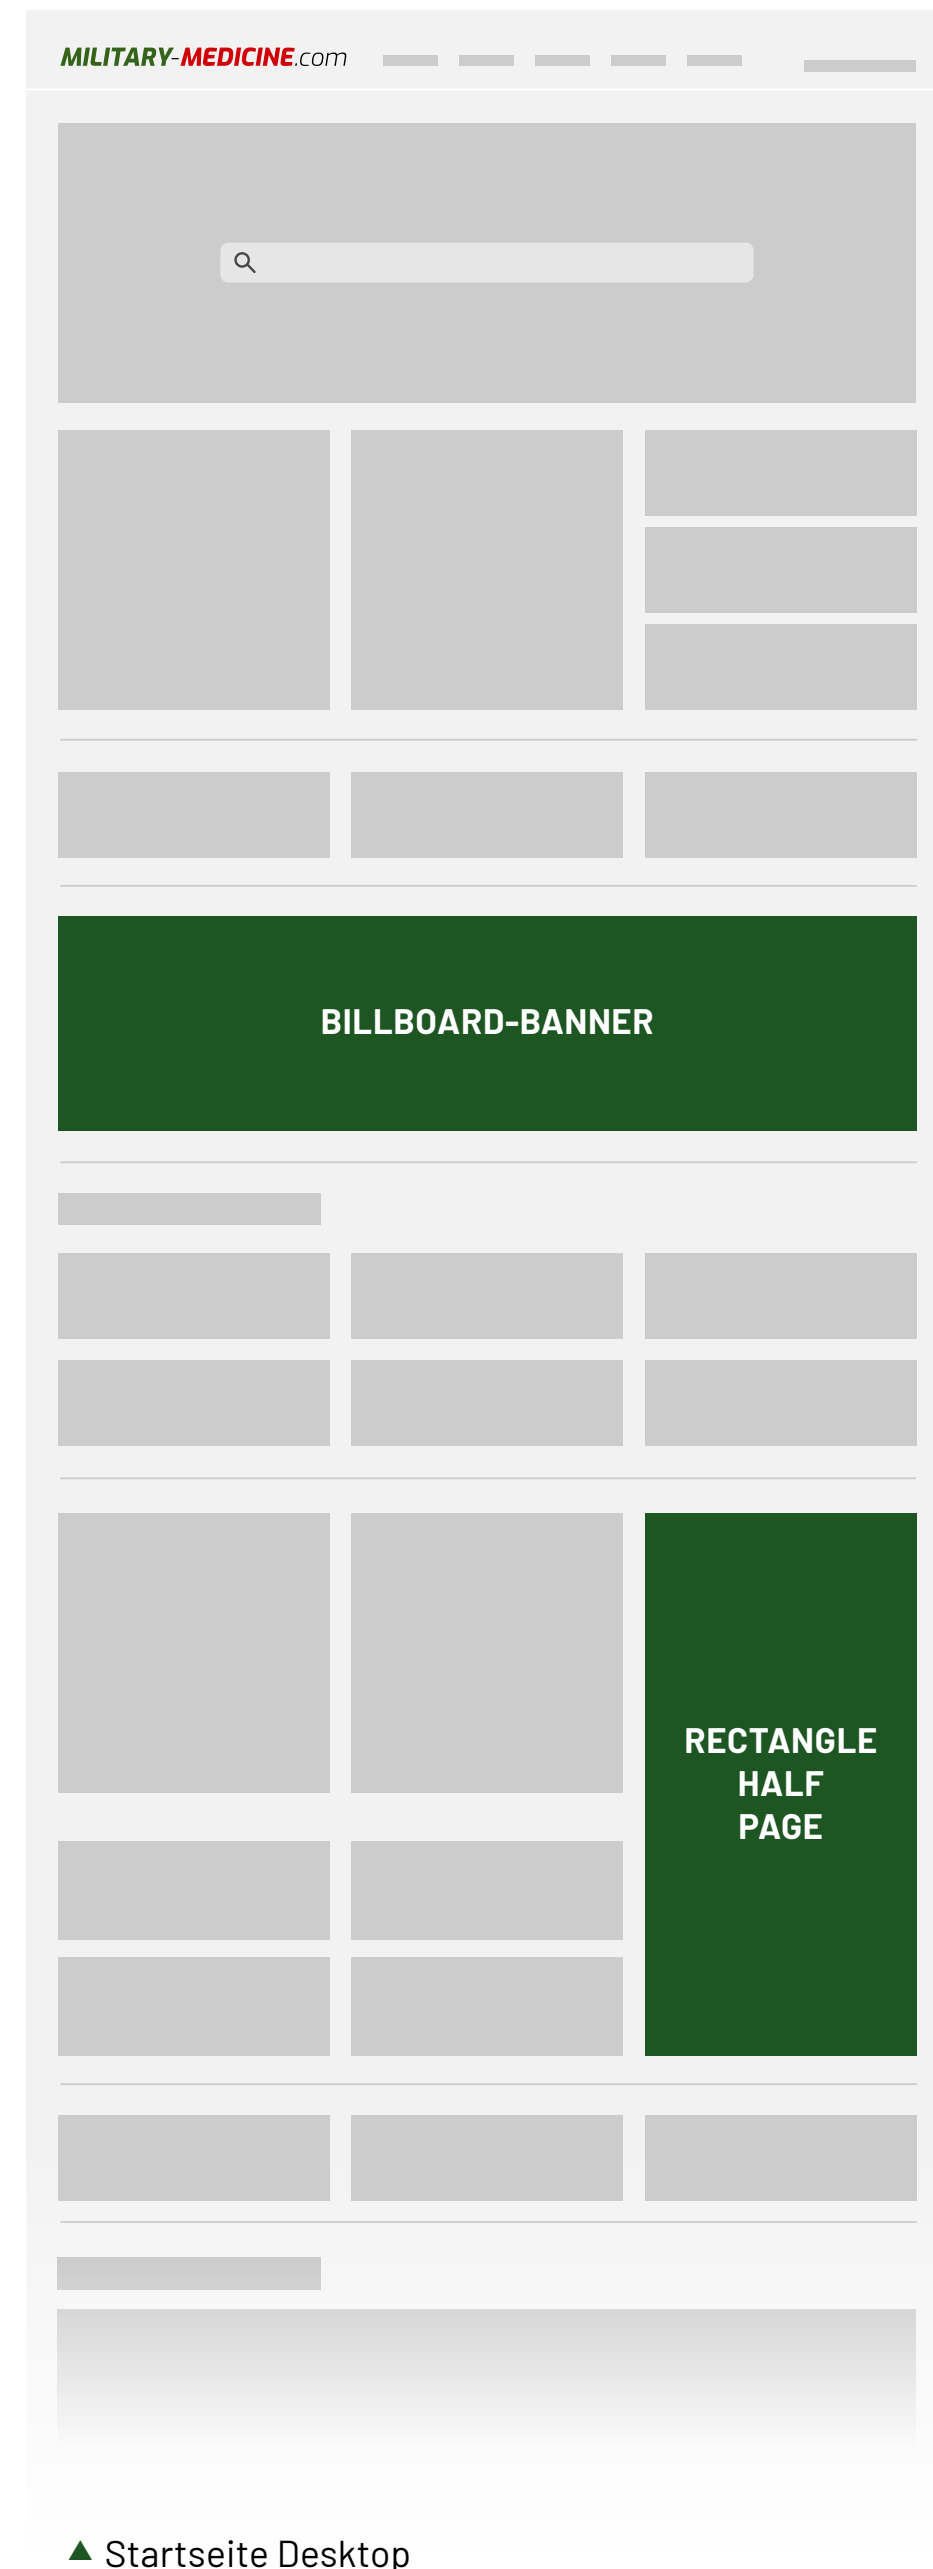 MILITARY-MEDICINE.com
BILLBOARD-BANNER
RECTANGLE
HALF
PAGE
Startseite Desktop